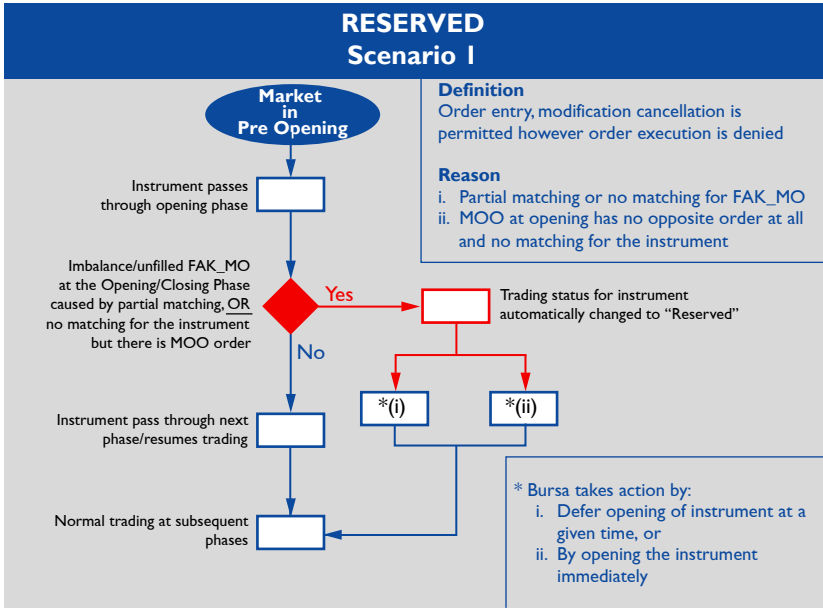 RESERVED
Scenario 1
Market
in
Pre Opening
Definition
Order entry, modification cancellation is
permitted however order execution is denied
Reason
i. Partial matching or no matching for FAK_MO
ii. MOO at opening has no opposite order at all
and no matching for the instrument
Instrument passes
through opening phase
Imbalance/unfilled FAK_MO
at the Opening/Closing Phase
caused by partial matching, OR
no matching for the instrument
but there is MOO order
Yes
Trading status for instrument
automatically changed to “Reserved”
No
*(i)
*(ii)
Instrument pass through next
phase/resumes trading
Normal trading at subsequent
phases
* Bursa takes action by:
i. Defer opening of instrument at a
given time, or
ii. By opening the instrument
immediately